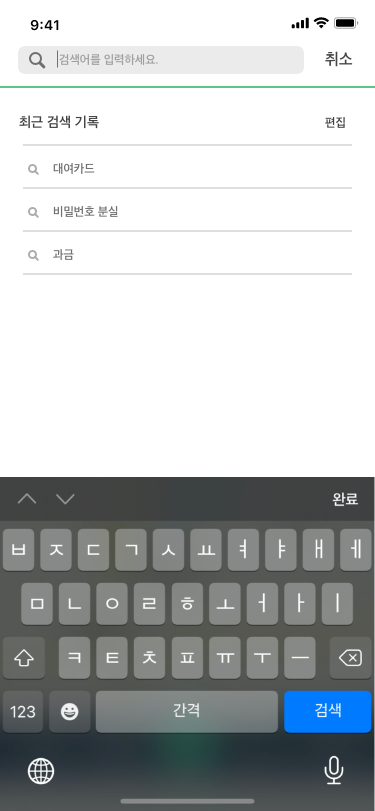 9:41
검색어를 입력하세요.
취소
최근 검색 기록
편집
대여카드
비밀번호 분실
과금
완료
ㅂ ㅈ ㄷ ㄱ ㅅ ㅛ ㅕ ㅑ ㅐ ㅔ
ㅁ ㄴ ㅇ ㄹ ㅎ ㅗ ㅓ ㅏ ㅣ
ㅋ ㅌ ㅊ ㅍ ㅠ ㅜ ㅡ
123 간격 검색